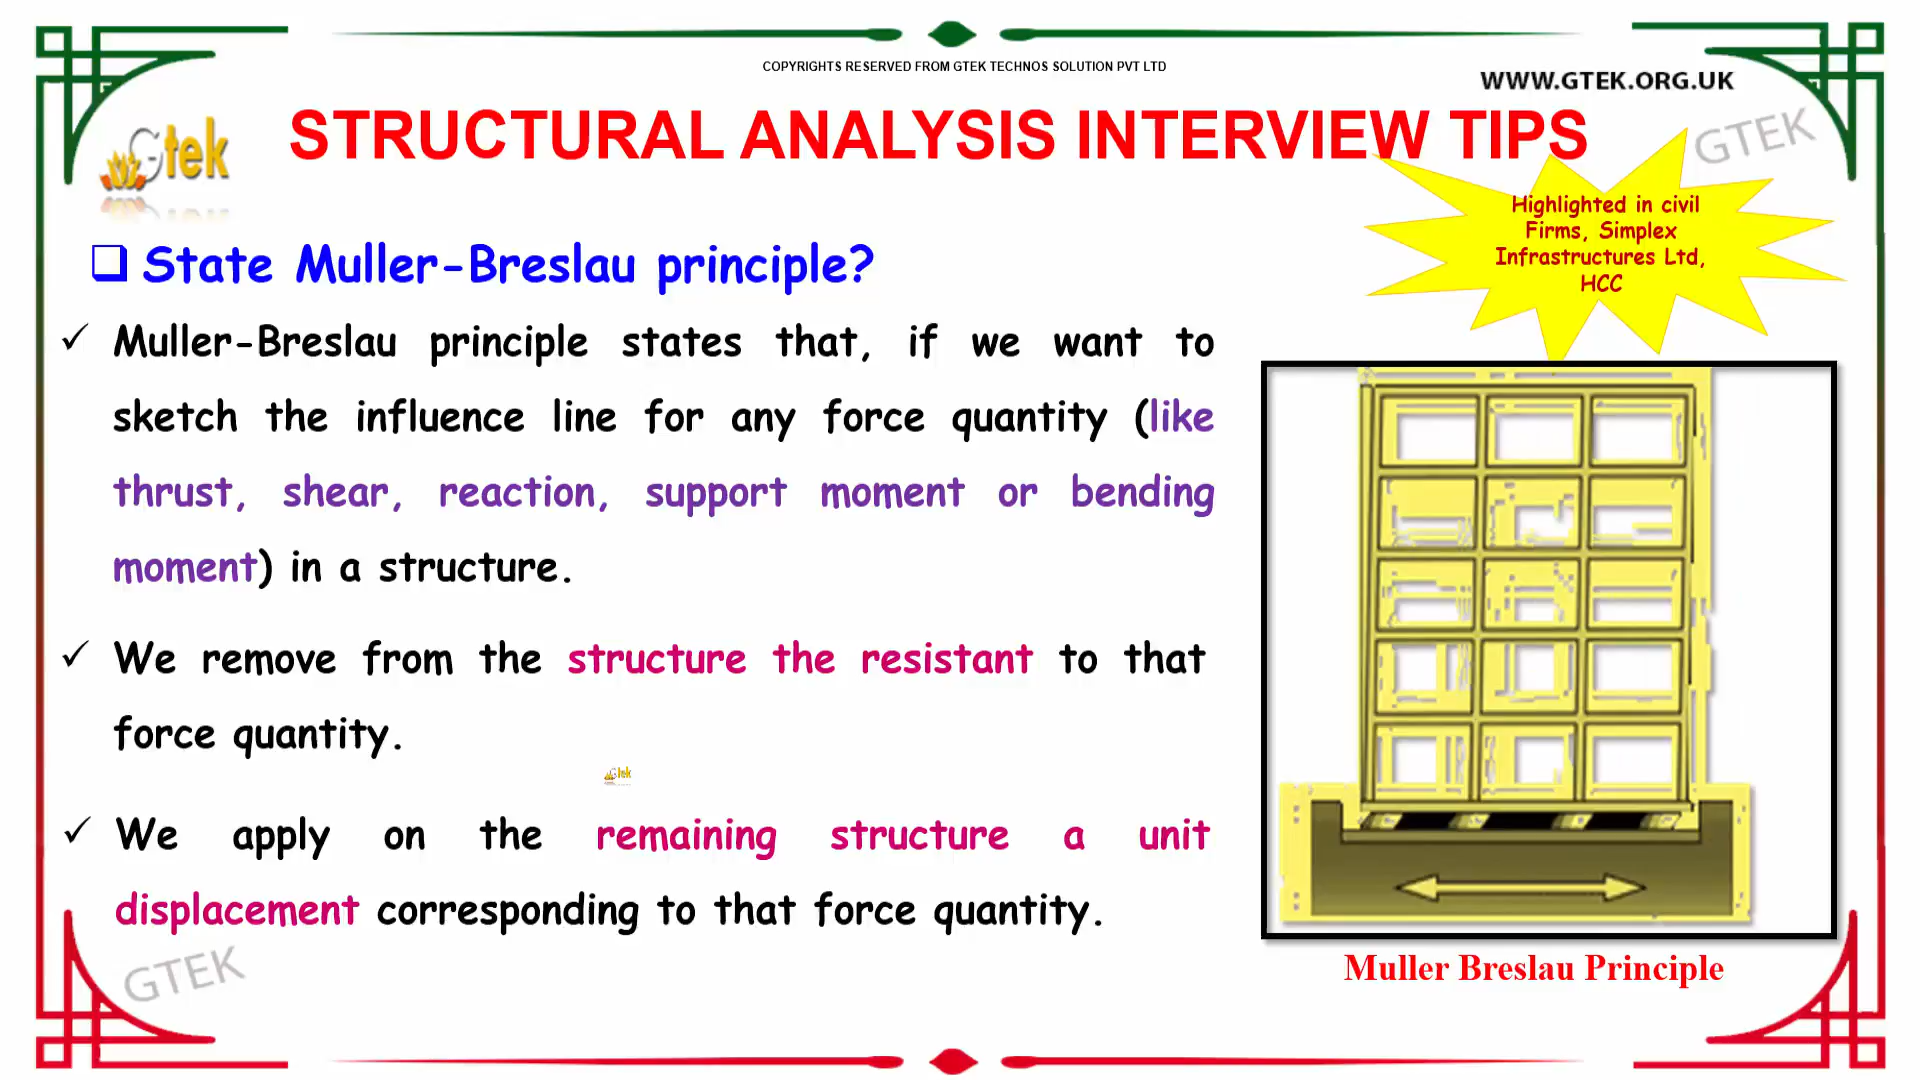 COPYRIGHTS RESERVED FROM GTEK TECHNOS SOLUTION PVT LTD
WWW.GTEK.ORG.UK
Gtek
STRUCTURAL ANALYSIS INTERVIEW TIPS
GTEK
Highlighted in civil
Firms, Simplex
Infrastructures Ltd,
HCC
State Muller-Breslau principle?
Muller-Breslau principle states that, if we want to
sketch the influence line for any force quantity (like
thrust, shear, reaction, support moment or bending
moment) in a structure.
We remove from the structure the resistant to that
force quantity.
Gtek
We apply on the remaining structure a unit
displacement corresponding to that force quantity.
GTEK
Muller Breslau Principle